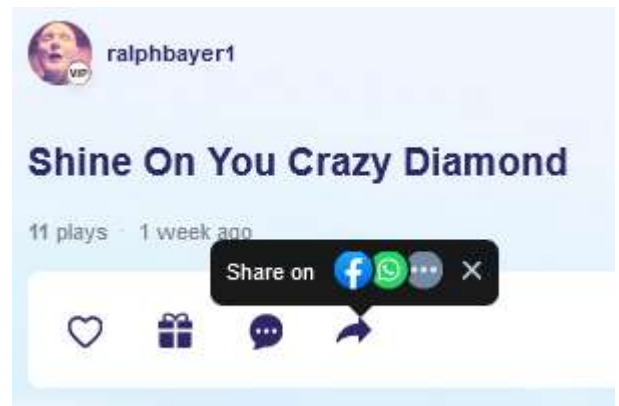 VIP
ralphbayer1
Shine On You Crazy Diamond
11 plays · 1 week ago
Share on